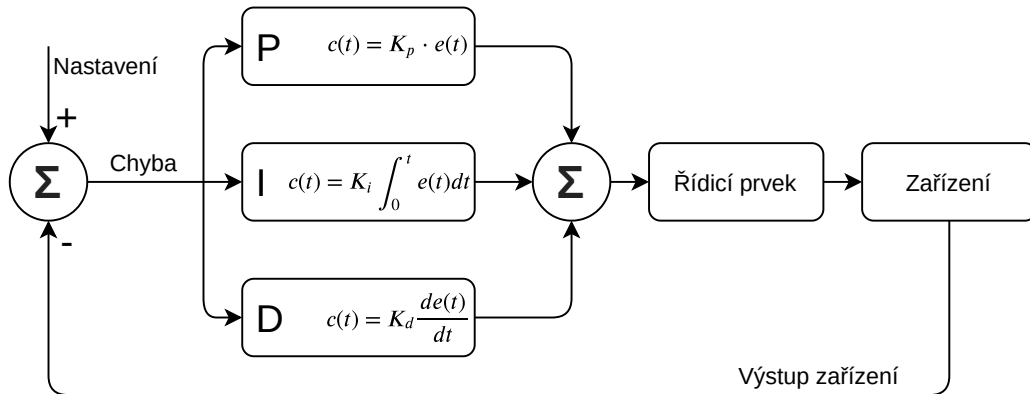 Nastavení
+
Σ
-
Chyba
P c(t) = K_p · e(t)
I c(t) = K_i ∫_0^t e(t)dt
D c(t) = K_d de(t)/dt
Σ
Řídicí prvek
Zařízení
Výstup zařízení